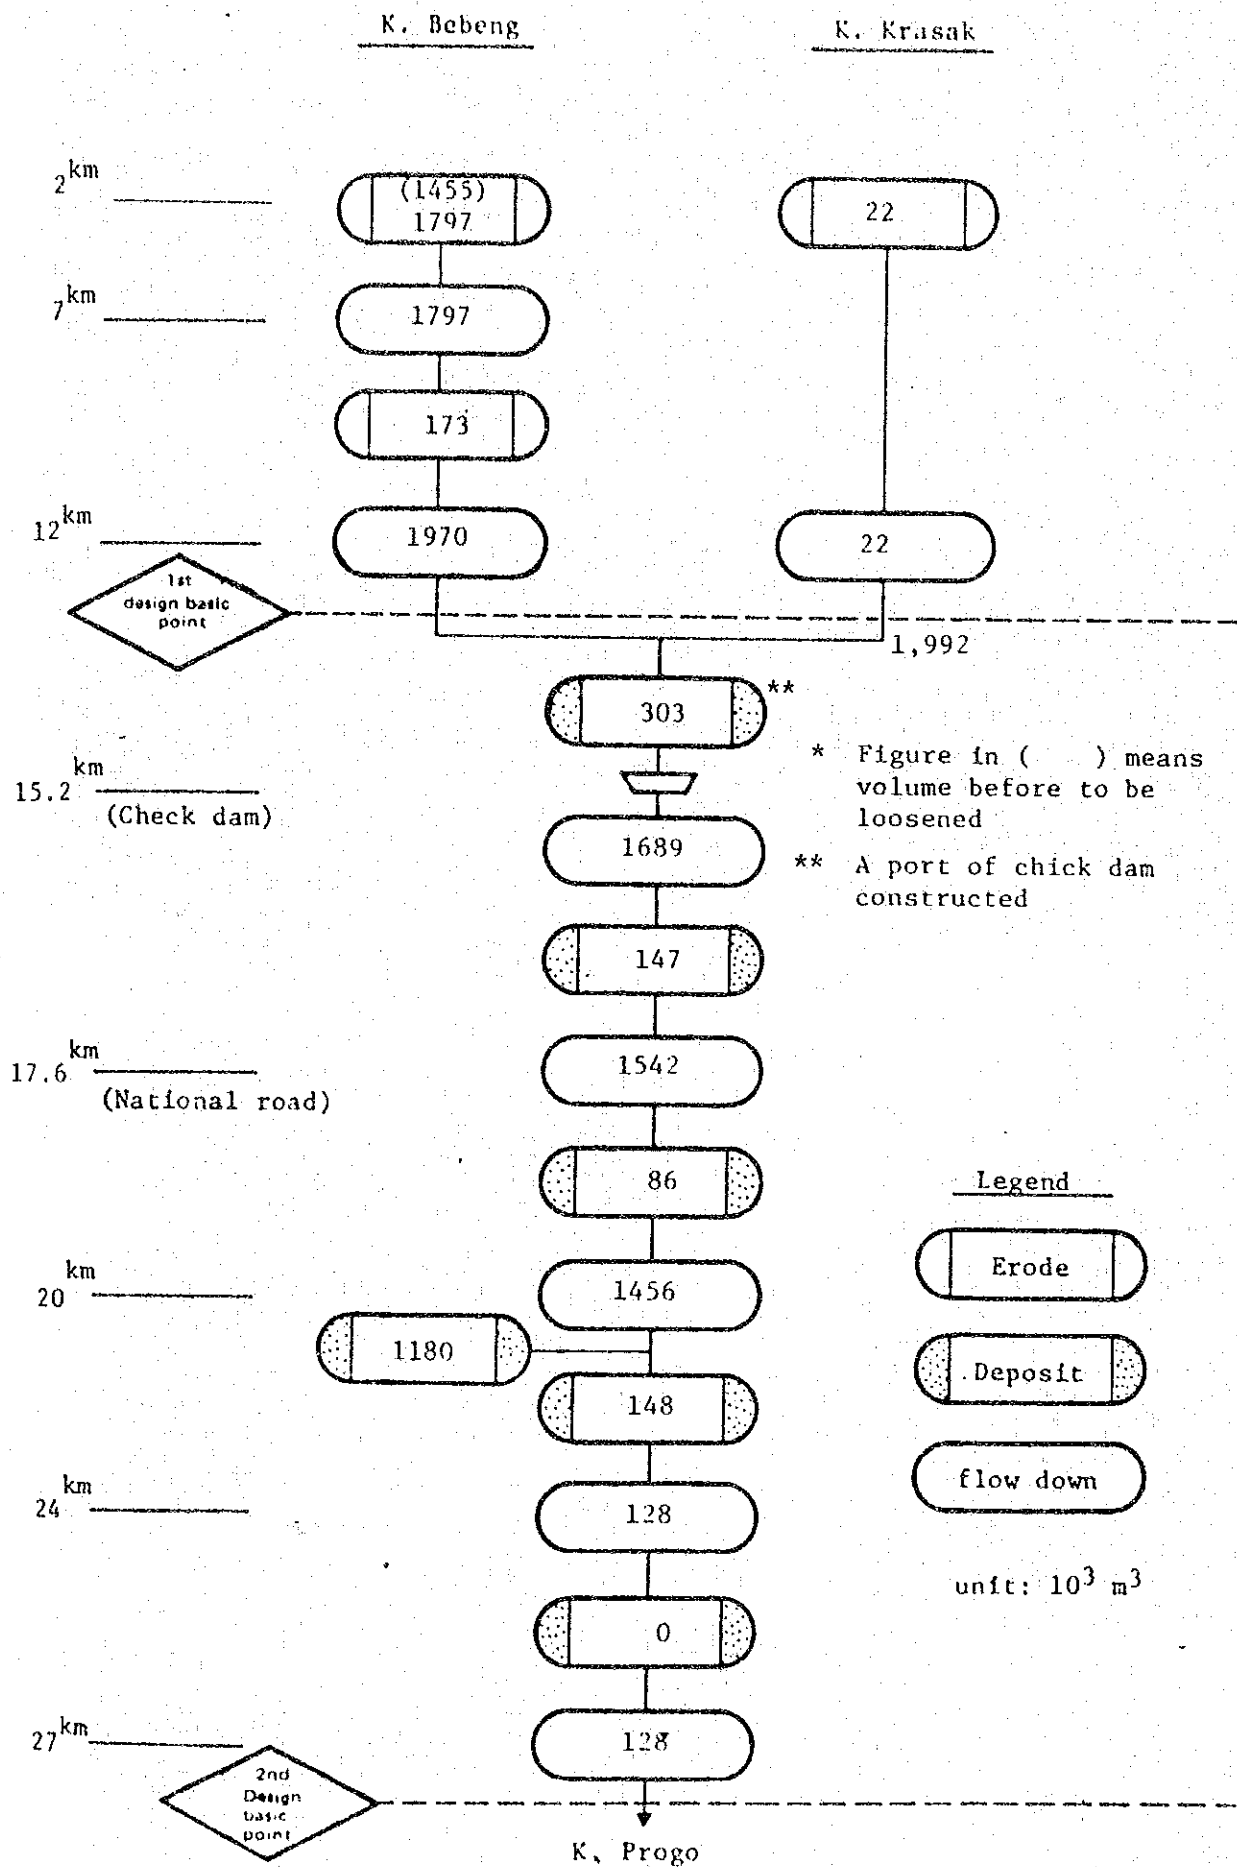 K. Bebeng
K. Krasak
2km
(1455)
1797
22
7km
1797
173
12km
1970
22
1st
design basic
point
1,992
303
**
* Figure in ( ) means
volume before to be
loosened
15.2km
(Check dam)
1689
** A port of chick dam
constructed
147
17.6km
1542
(National road)
86
Legend
Erode
20km
1456
1180
Deposit
148
flow down
24km
128
unit: 10³ m³
0
27km
128
2nd
Design
basic
point
K. Progo